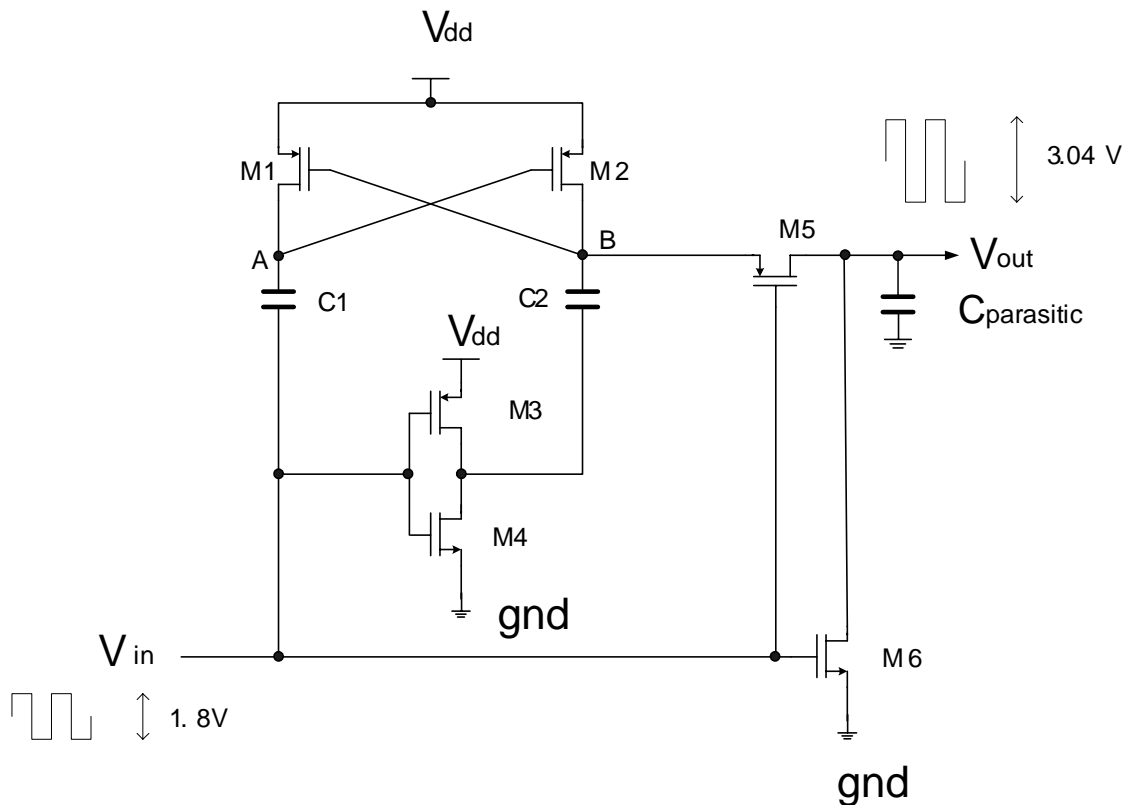 Vdd
M1
M2
3.04 V
A
B
M5
C1
C2
Vout
Cparasitic
Vdd
M3
M4
gnd
Vin
M6
1.8V
gnd